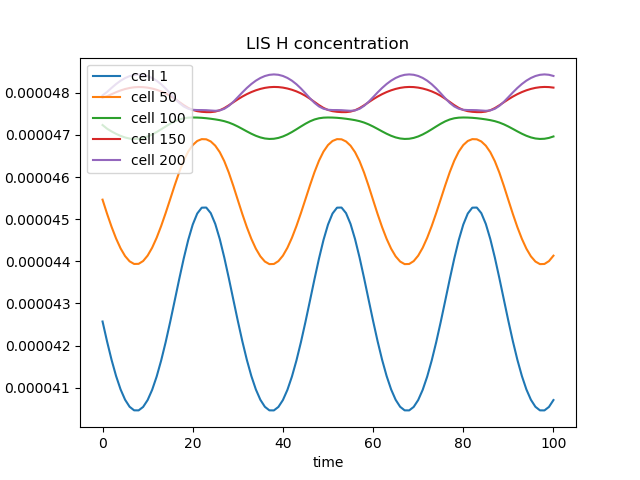 LIS H concentration
cell 1
cell 50
cell 100
cell 150
cell 200
0.000048
0.000047
0.000046
0.000045
0.000044
0.000043
0.000042
0.000041
0 20 40 60 80 100
time